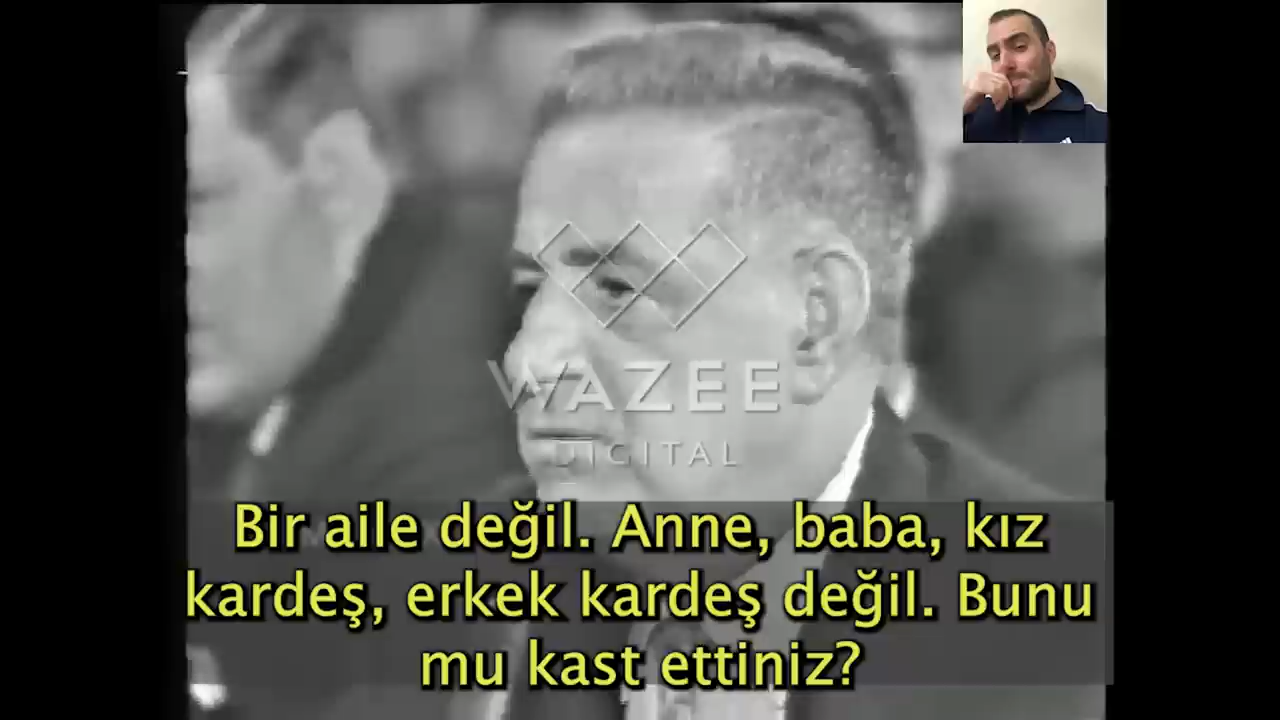 WAZEE
DIGITAL
Bir aile değil. Anne, baba, kız
kardeş, erkek kardeş değil. Bunu
mu kast ettiniz?